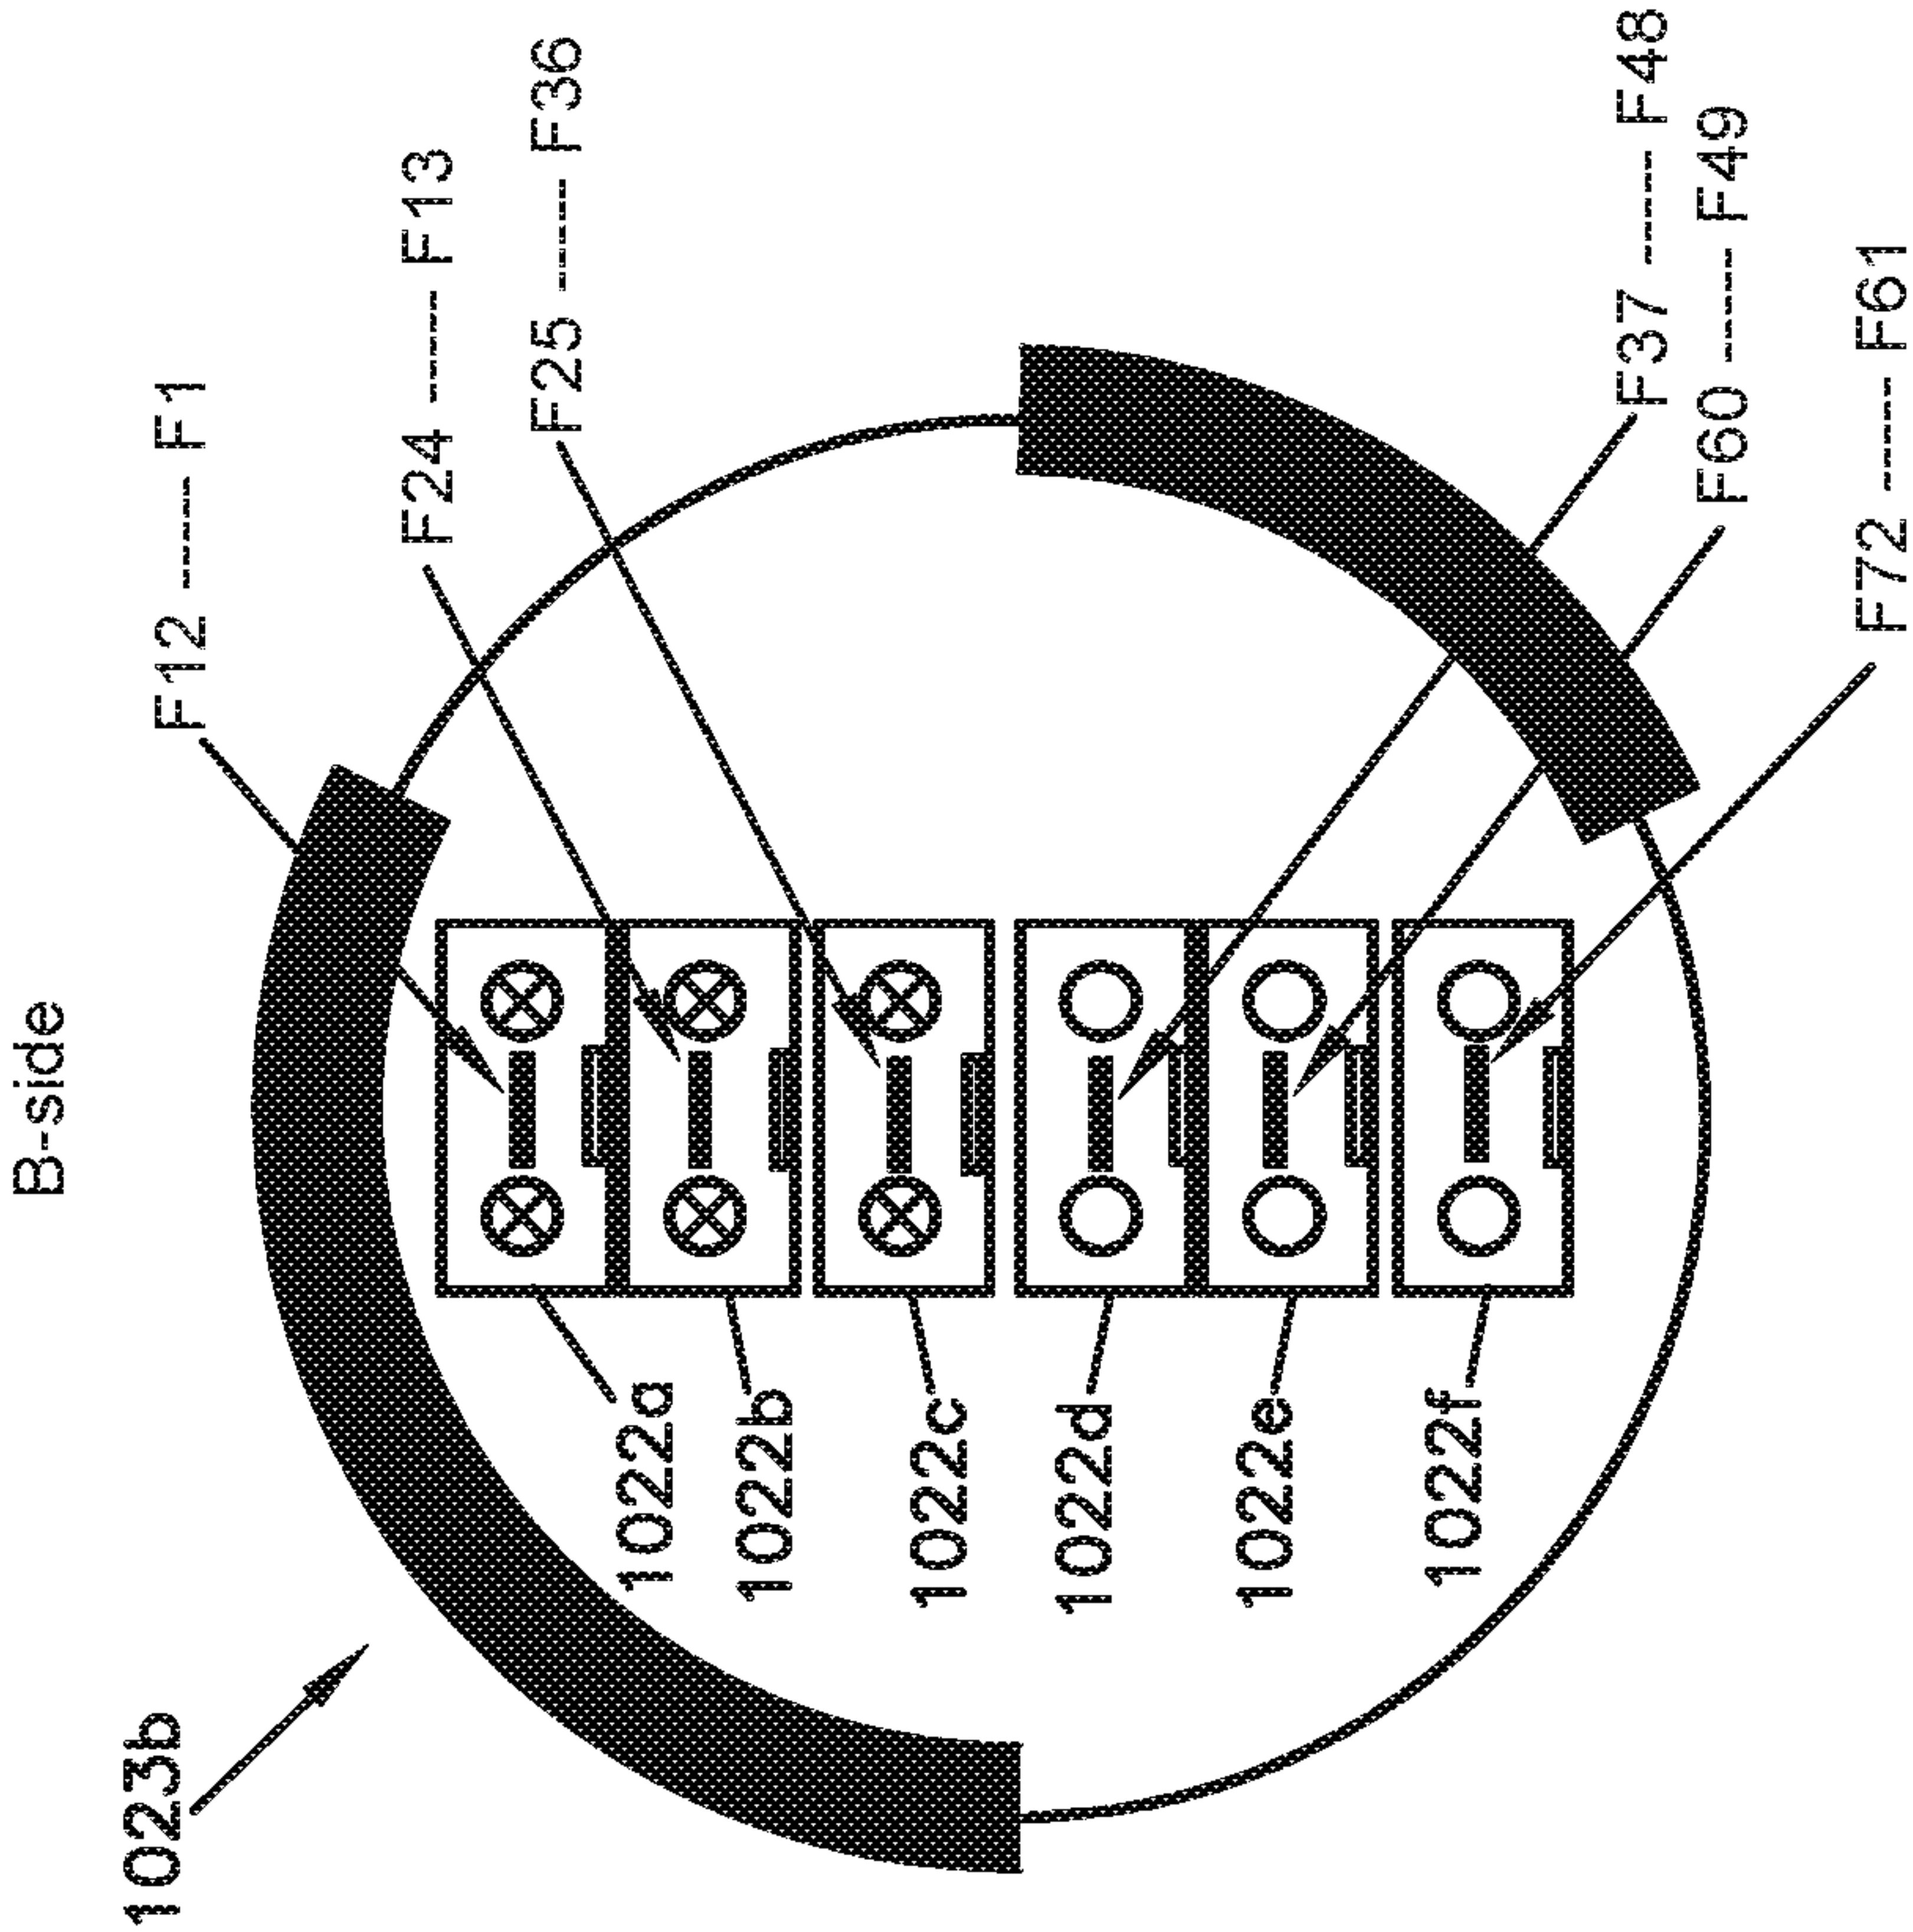 B-side
1023b
F12 ---- F1
F24 ---- F13
F25 ---- F36
F37 ---- F48
F60 ---- F49
F72 ---- F61
1022a
1022b
1022c
1022d
1022e
1022f